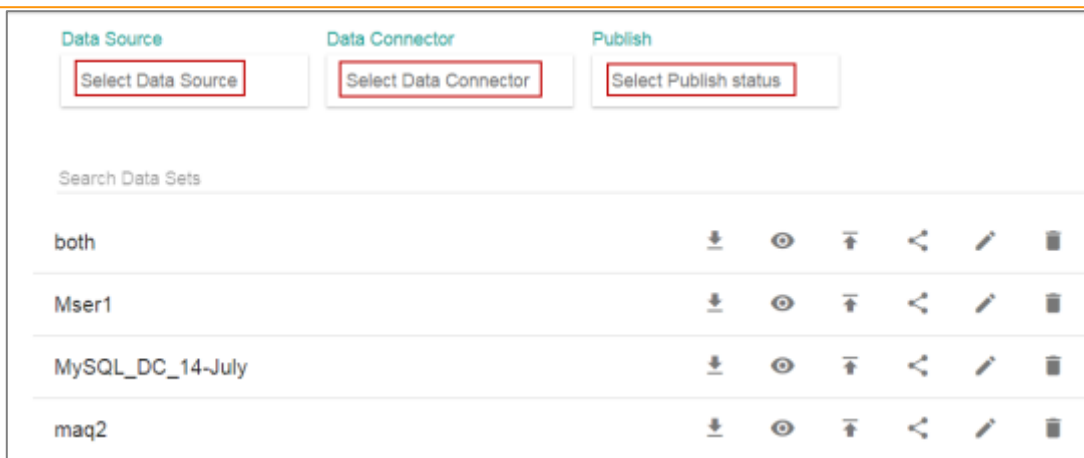 Data Source Data Connector Publish
Select Data Source Select Data Connector Select Publish status
Search Data Sets
both
Mser1
MySQL_DC_14-July
maq2